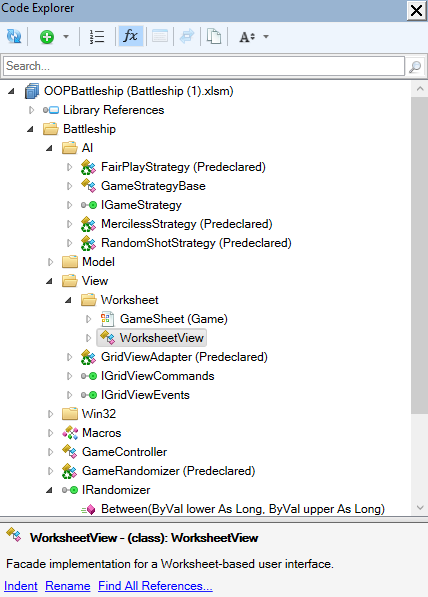 Code Explorer
fx
A
Search...
OOPBattleship (Battleship (1).xlsm)
Library References
Battleship
AI
FairPlayStrategy (Predeclared)
GameStrategyBase
IGameStrategy
MercilessStrategy (Predeclared)
RandomShotStrategy (Predeclared)
Model
View
Worksheet
GameSheet (Game)
WorksheetView
GridViewAdapter (Predeclared)
IGridViewCommands
IGridViewEvents
Win32
Macros
GameController
GameRandomizer (Predeclared)
IRandomizer
Between(ByVal lower As Long, ByVal upper As Long)
WorksheetView - (class): WorksheetView
Facade implementation for a Worksheet-based user interface.
Indent Rename Find All References...